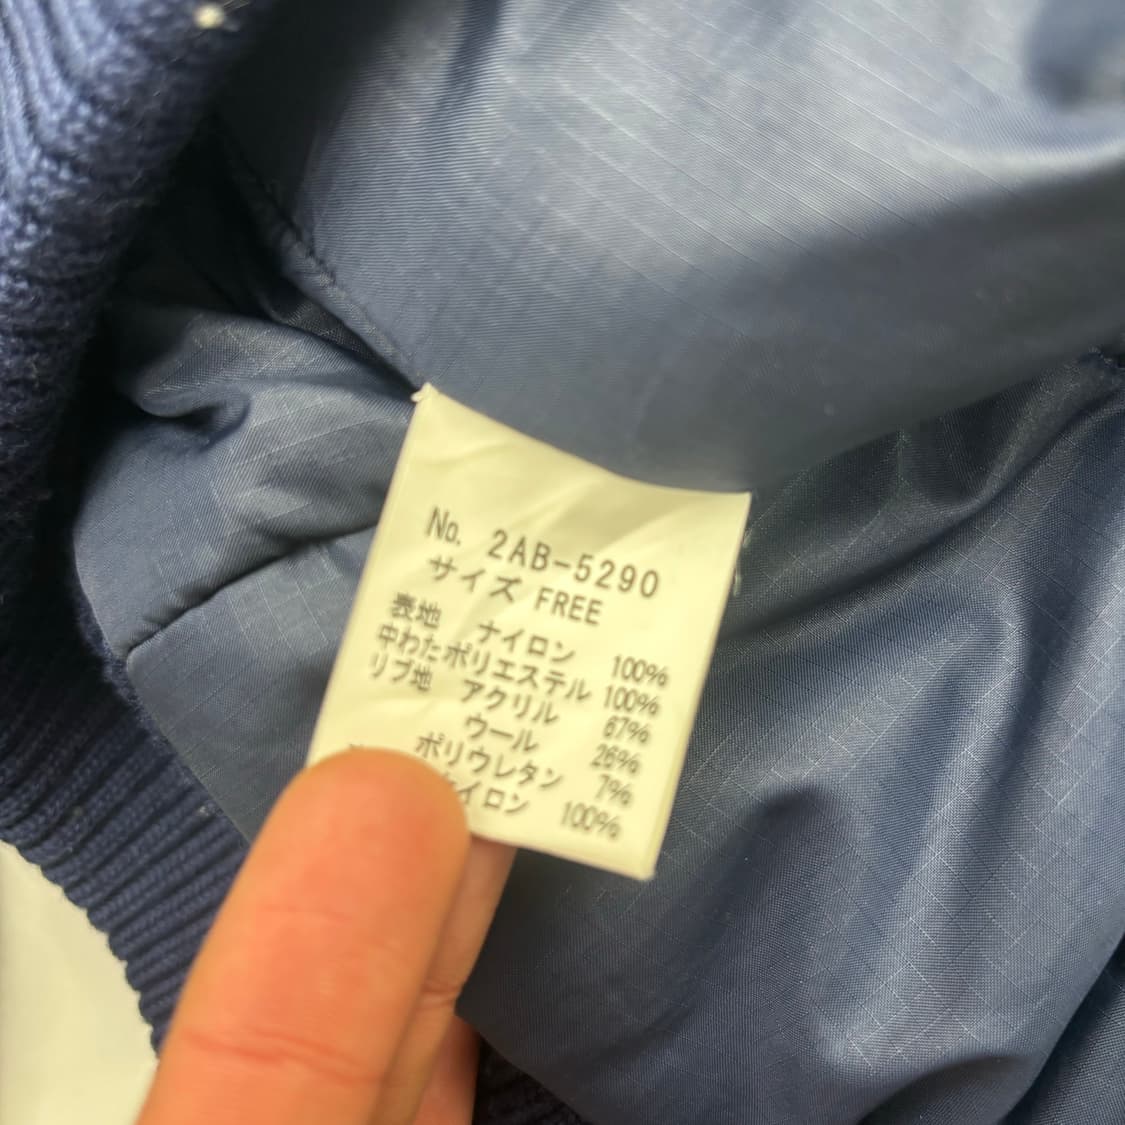 No. 2AB-5290
サイズ FREE
表地 ナイロン 100%
中わた ポリエステル 100%
リブ地 アクリル 67%
ウール 26%
ポリウレタン 7%
ナイロン 100%